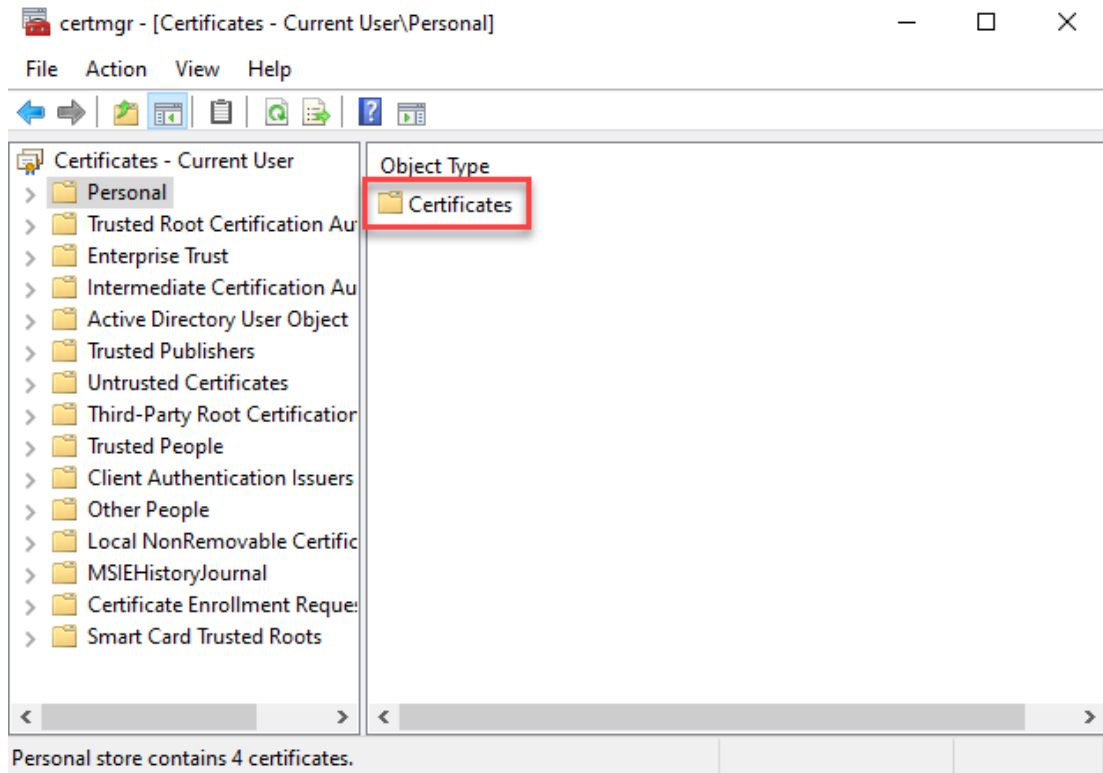 certmgr - [Certificates - Current User\Personal]
File Action View Help
Certificates - Current User
Personal
Trusted Root Certification Au
Enterprise Trust
Intermediate Certification Au
Active Directory User Object
Trusted Publishers
Untrusted Certificates
Third-Party Root Certification
Trusted People
Client Authentication Issuers
Other People
Local NonRemovable Certific
MSIEHistoryJournal
Certificate Enrollment Reques
Smart Card Trusted Roots
Object Type
Certificates
Personal store contains 4 certificates.